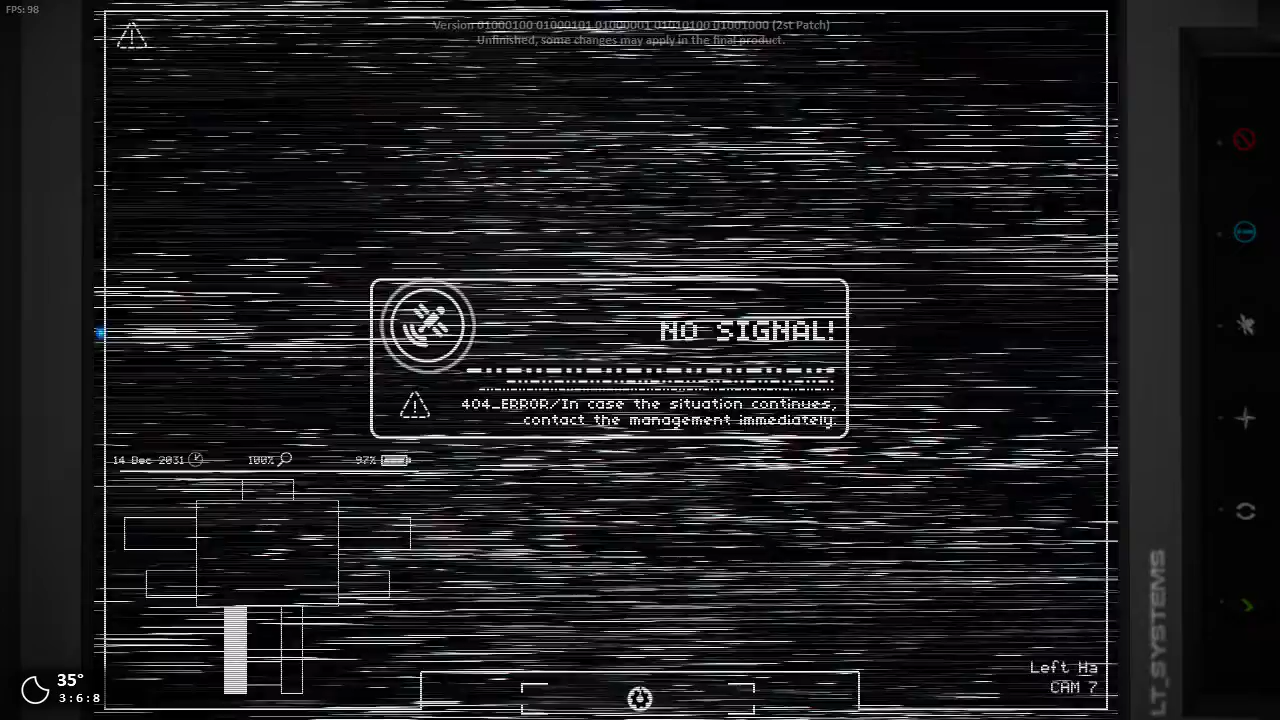 FPS: 98
Version 01000100 01000101 01000001 01010100 01001000 (2st Patch)
Unfinished, some changes may apply in the final product.
NO SIGNAL!
404_ERROR/In case the situation continues,
contact the management immediately.
14 Dec 2031
100%
97%
LT_SYSTEMS
Left Ha
CAM 7
35°
3:6:8